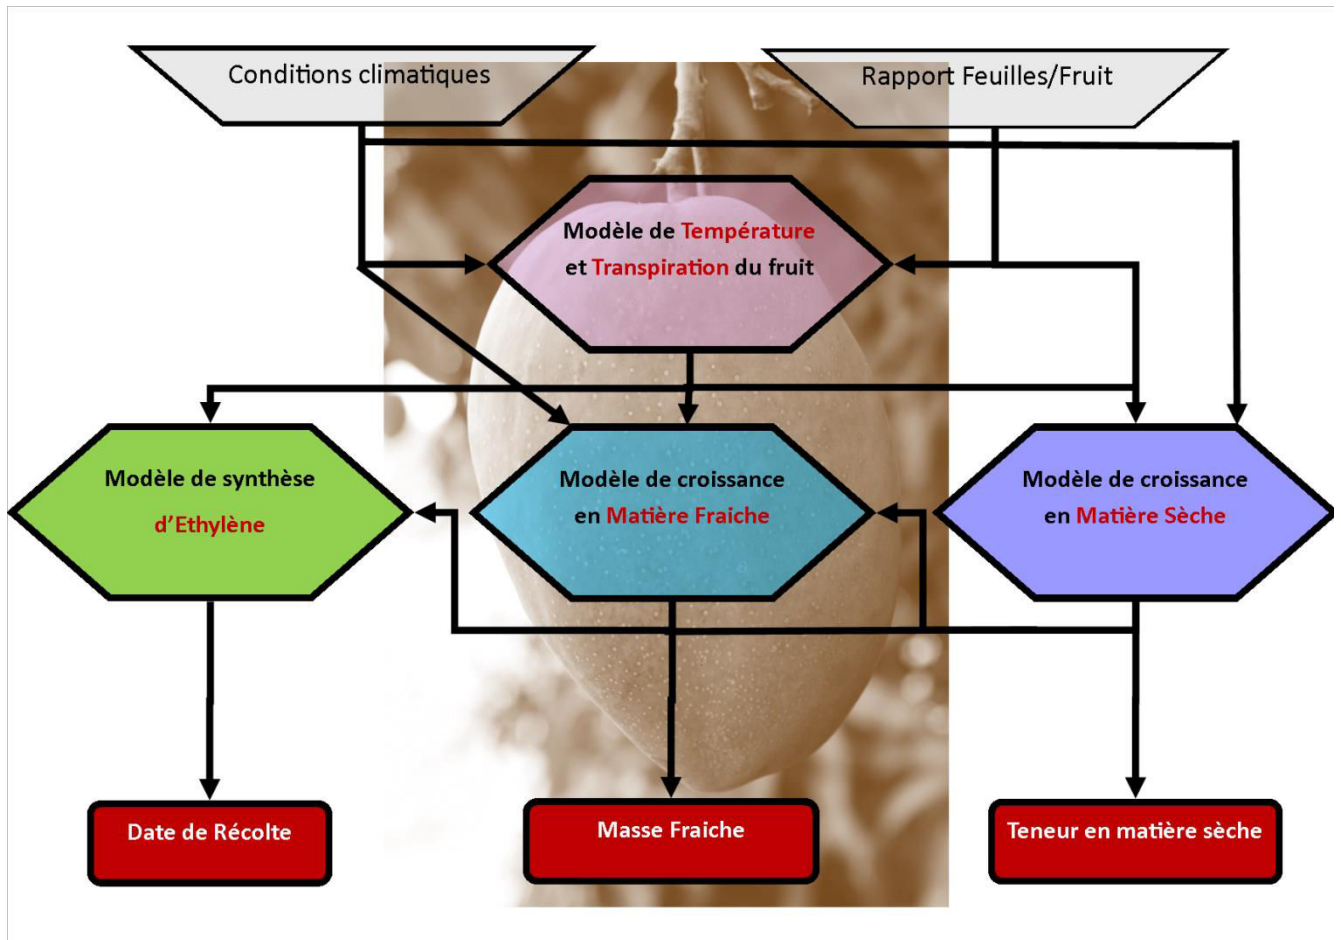 Conditions climatiques
Rapport Feuilles/Fruit
Modèle de Température
et Transpiration du fruit
Modèle de synthèse
d’Ethylène
Modèle de croissance
en Matière Fraiche
Modèle de croissance
en Matière Sèche
Date de Récolte
Masse Fraiche
Teneur en matière sèche